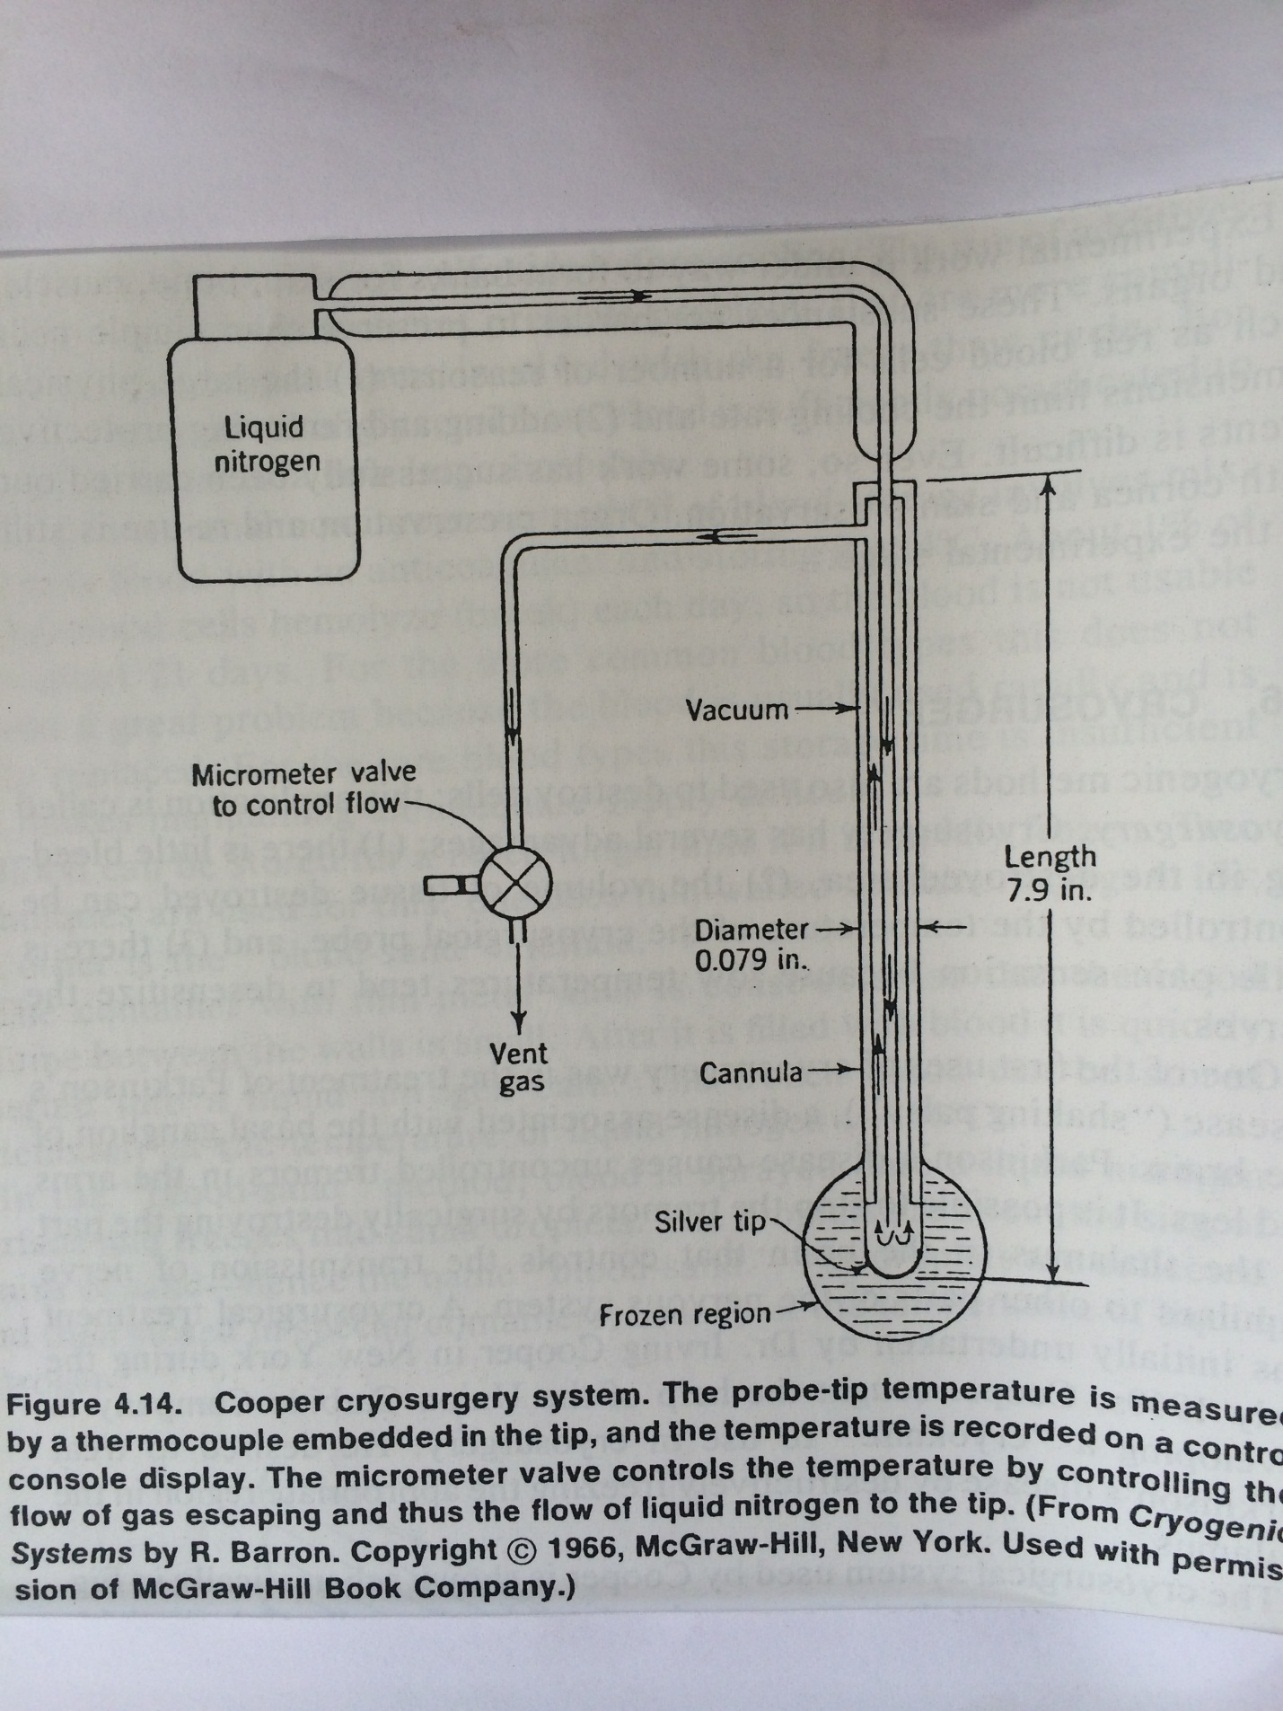 Liquid
nitrogen
Vacuum
Micrometer valve
to control flow
Length
7.9 in.
Diameter
0.079 in.
Vent
gas
Cannula
Silver tip
Frozen region
Figure 4.14. Cooper cryosurgery system. The probe-tip temperature is measured
by a thermocouple embedded in the tip, and the temperature is recorded on a contro
console display. The micrometer valve controls the temperature by controlling the
flow of gas escaping and thus the flow of liquid nitrogen to the tip. (From Cryogenic
Systems by R. Barron. Copyright © 1966, McGraw-Hill, New York. Used with permis-
sion of McGraw-Hill Book Company.)